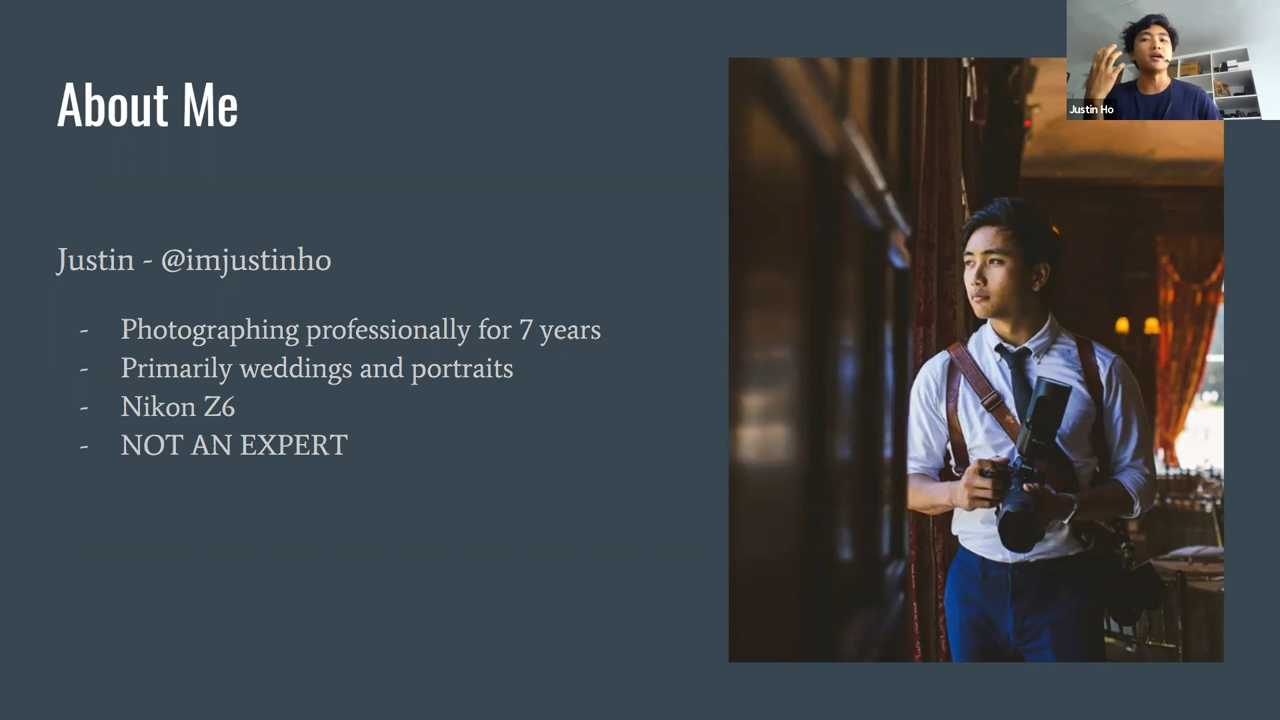 About Me
Justin - @imjustinho
- Photographing professionally for 7 years
- Primarily weddings and portraits
- Nikon Z6
- NOT AN EXPERT
Justin Ho